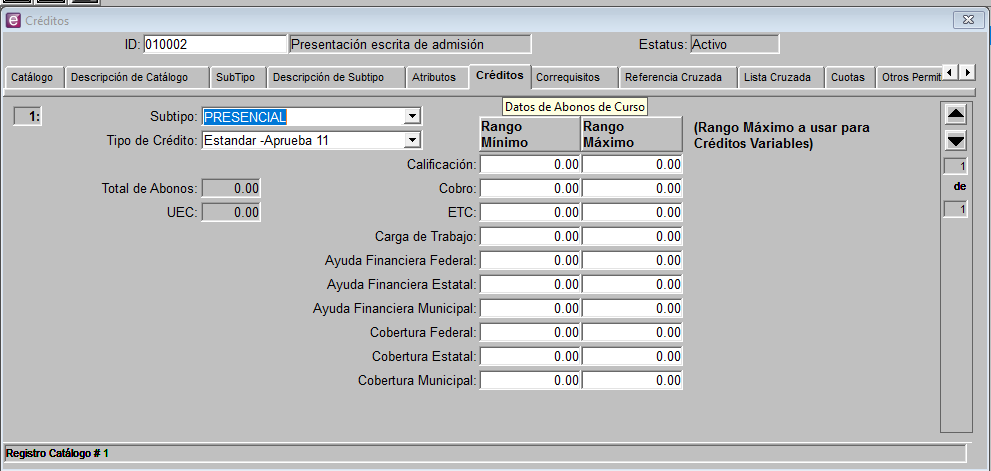 Créditos
ID: 010002 Presentación escrita de admisión Estatus: Activo
Catálogo Descripción de Catálogo SubTipo Descripción de Subtipo Atributos Créditos Correquisitos Referencia Cruzada Lista Cruzada Cuotas Otros Permit
Datos de Abonos de Curso
1: Subtipo: PRESENCIAL
Tipo de Crédito: Estandar -Aprueba 11
Rango Mínimo Rango Máximo
(Rango Máximo a usar para
Créditos Variables)
Calificación: 0.00 0.00
Total de Abonos: 0.00 Cobro: 0.00 0.00
UEC: 0.00 ETC: 0.00 0.00
Carga de Trabajo: 0.00 0.00
Ayuda Financiera Federal: 0.00 0.00
Ayuda Financiera Estatal: 0.00 0.00
Ayuda Financiera Municipal: 0.00 0.00
Cobertura Federal: 0.00 0.00
Cobertura Estatal: 0.00 0.00
Cobertura Municipal: 0.00 0.00
1
de
1
Registro Catálogo # 1